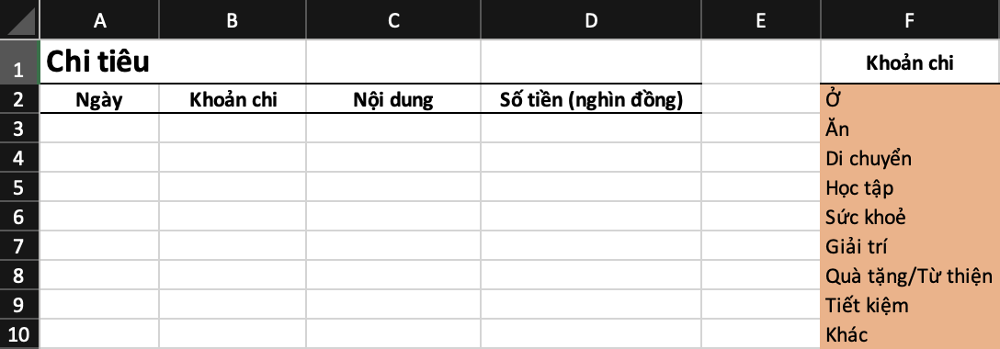 A B C D E F
1 Chi tiêu Khoản chi
2 Ngày Khoản chi Nội dung Số tiền (nghìn đồng) Ở
3 Ăn
4 Di chuyển
5 Học tập
6 Sức khoẻ
7 Giải trí
8 Quà tặng/Từ thiện
9 Tiết kiệm
10 Khác